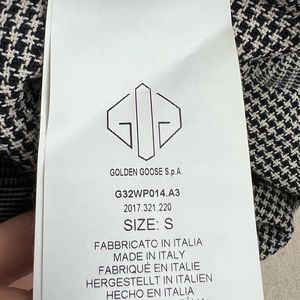 GOLDEN GOOSE S.p.A.
G32WP014.A3
2017.321.220
SIZE: S
FABBRICATO IN ITALIA
MADE IN ITALY
FABRIQUÉ EN ITALIE
HERGESTELLT IN ITALIEN
HECHO EN ITALIA